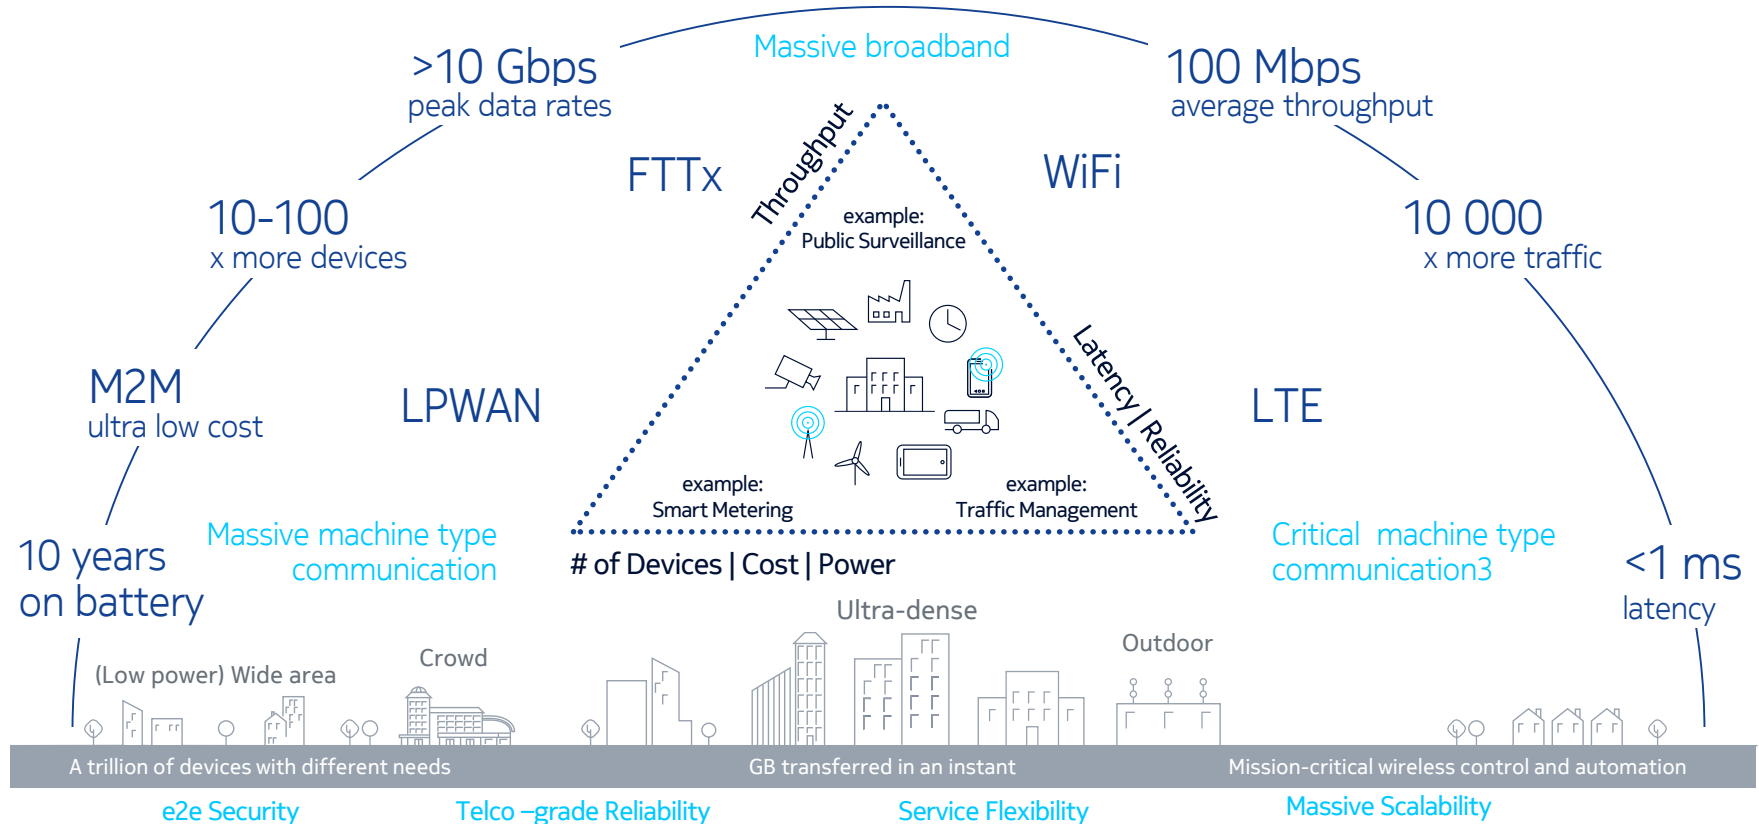 Massive broadband
>10 Gbps
peak data rates
100 Mbps
average throughput
FTTx
Throughput
WiFi
10-100
x more devices
example:
Public Surveillance
10 000
x more traffic
M2M
ultra low cost
LPWAN
Latency | Reliability
LTE
example:
Smart Metering
example:
Traffic Management
10 years
on battery
Massive machine type
communication
# of Devices | Cost | Power
Critical machine type
communication3
<1 ms
latency
(Low power) Wide area
Crowd
Ultra-dense
Outdoor
A trillion of devices with different needs
GB transferred in an instant
Mission-critical wireless control and automation
e2e Security
Telco –grade Reliability
Service Flexibility
Massive Scalability